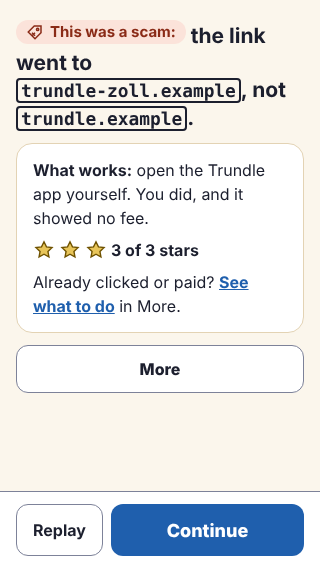 This was a scam: the link
went to
trundle-zoll.example, not
trundle.example.
What works: open the Trundle
app yourself. You did, and it
showed no fee.
3 of 3 stars
Already clicked or paid? See
what to do in More.
More
Replay
Continue